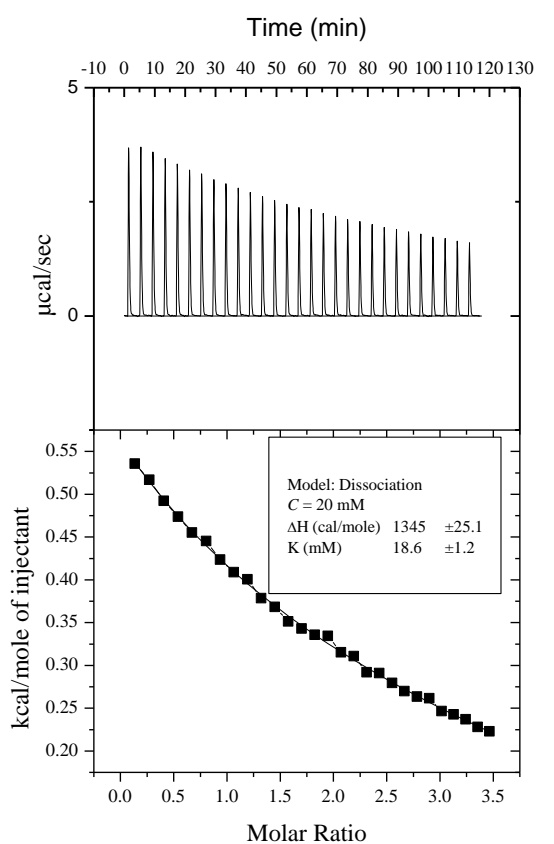 Time (min)
-10 0 10 20 30 40 50 60 70 80 90 100 110 120 130
5
0
µcal/sec
0.55
0.50
0.45
0.40
0.35
0.30
0.25
0.20
kcal/mole of injectant
Model: Dissociation
C = 20 mM
ΔH (cal/mole) 1345 ±25.1
K (mM) 18.6 ±1.2
0.0 0.5 1.0 1.5 2.0 2.5 3.0 3.5
Molar Ratio